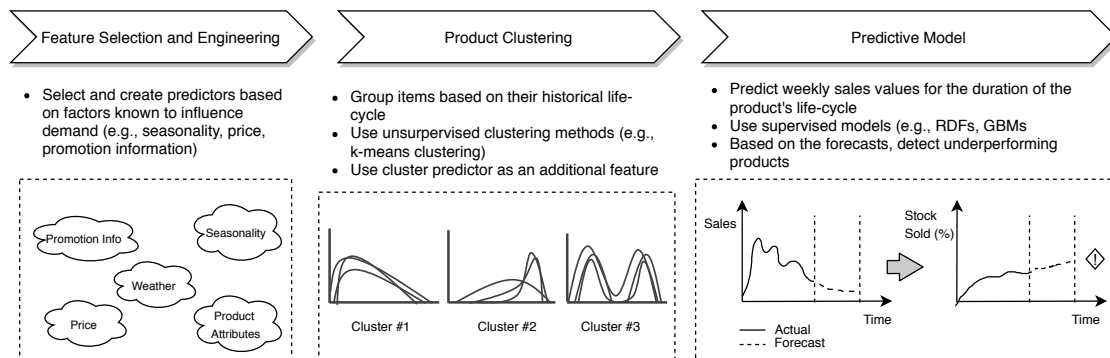 Feature Selection and Engineering
Product Clustering
Predictive Model
• Select and create predictors based
on factors known to influence
demand (e.g., seasonality, price,
promotion information)
• Group items based on their historical life-
cycle
• Use unsurpervised clustering methods (e.g.,
k-means clustering)
• Use cluster predictor as an additional feature
• Predict weekly sales values for the duration of the
product's life-cycle
• Use supervised models (e.g., RDFs, GBMs
• Based on the forecasts, detect underperforming
products
Promotion Info
Seasonality
Weather
Price
Product
Attributes
Cluster #1
Cluster #2
Cluster #3
Sales
Time
Actual
Forecast
Stock
Sold (%)
!
Time